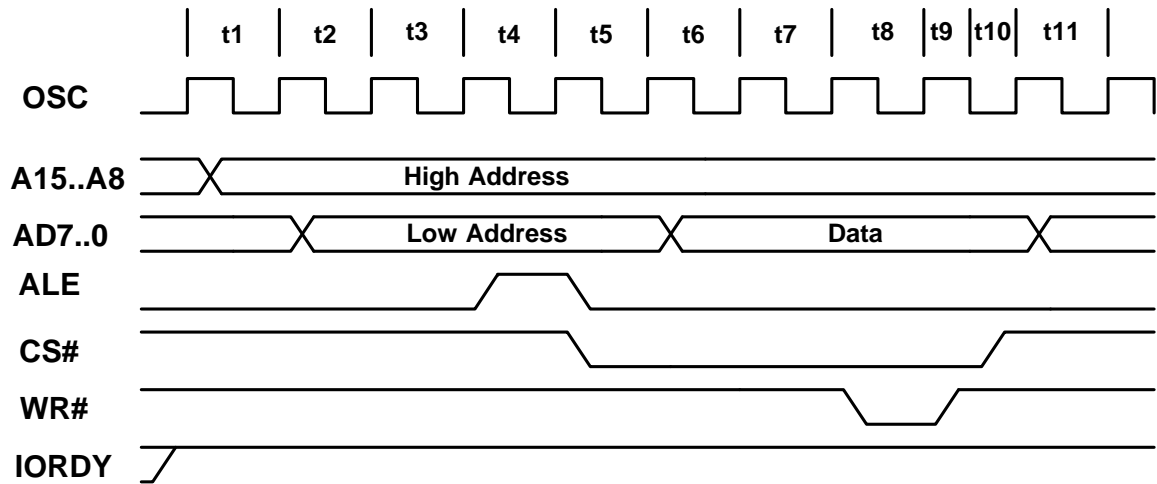 t1 t2 t3 t4 t5 t6 t7 t8 t9 t10 t11
OSC
A15..A8 High Address
AD7..0 Low Address Data
ALE
CS#
WR#
IORDY